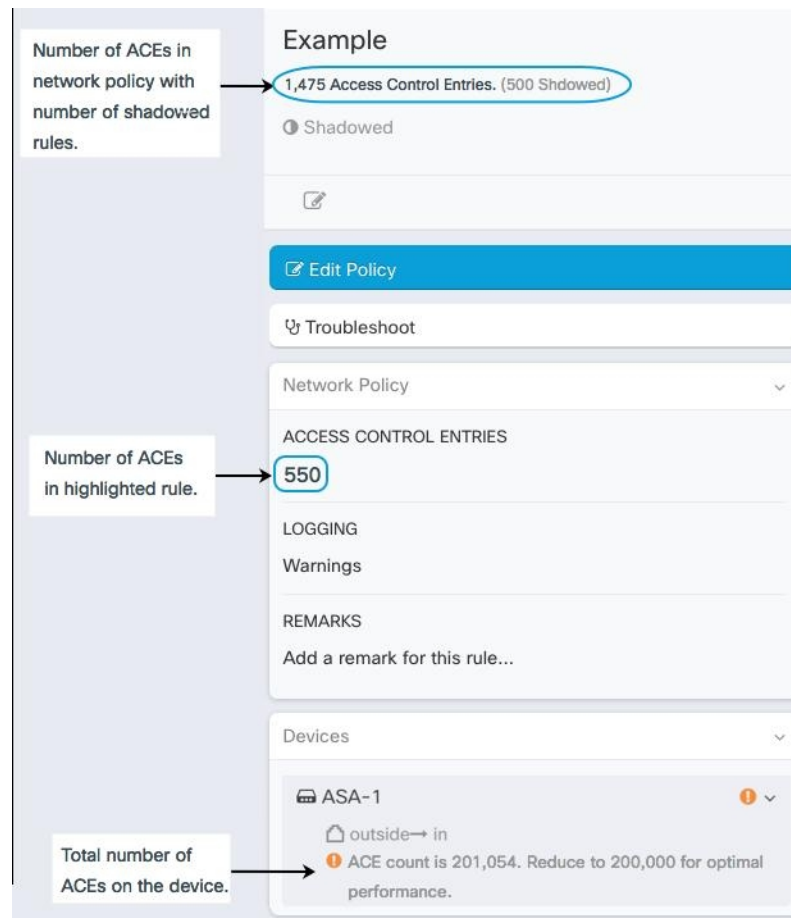 Number of ACEs in
network policy with
number of shadowed
rules.
Example
1,475 Access Control Entries. (500 Shdowed)
Shadowed
Edit Policy
Troubleshoot
Network Policy
ACCESS CONTROL ENTRIES
Number of ACEs
in highlighted rule.
550
LOGGING
Warnings
REMARKS
Add a remark for this rule...
Devices
ASA-1
outside→ in
Total number of
ACEs on the device.
ACE count is 201,054. Reduce to 200,000 for optimal
performance.